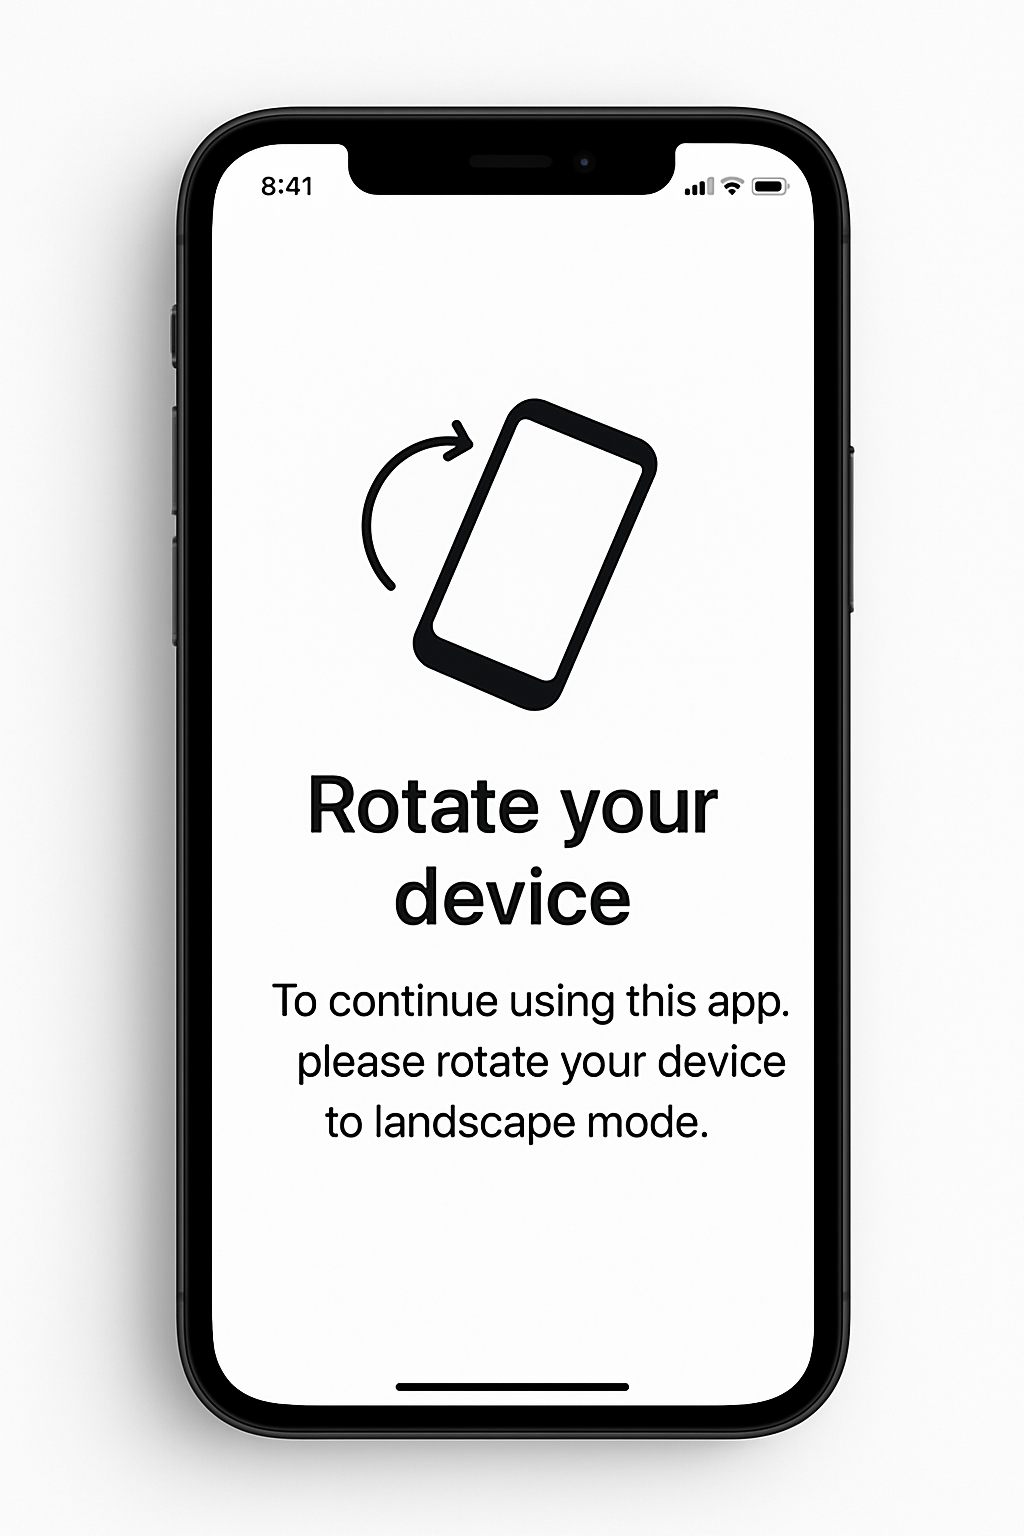 8:41
Rotate your
device
To continue using this app.
please rotate your device
to landscape mode.